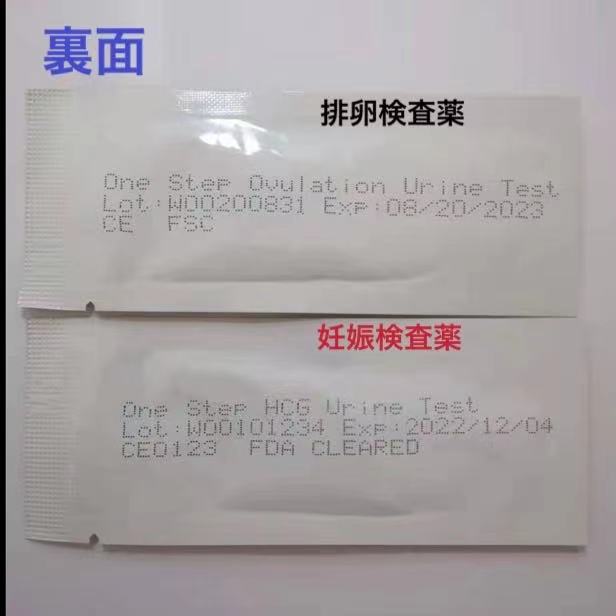 裏面
排卵検査薬
One Step Ovulation Urine Test
Lot:W00200831 Exp:08/20/2023
CE FSC
妊娠検査薬
One Step HCG Urine Test
Lot:W00101234 Exp:2022/12/04
CE0123 FDA CLEARED